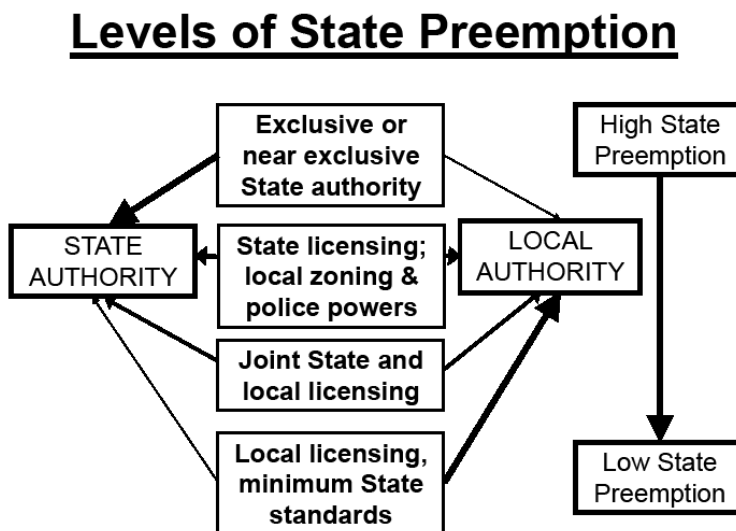 Levels of State Preemption
Exclusive or
near exclusive
State authority
High State
Preemption
STATE
AUTHORITY
State licensing;
local zoning &
police powers
LOCAL
AUTHORITY
Joint State and
local licensing
Local licensing,
minimum State
standards
Low State
Preemption